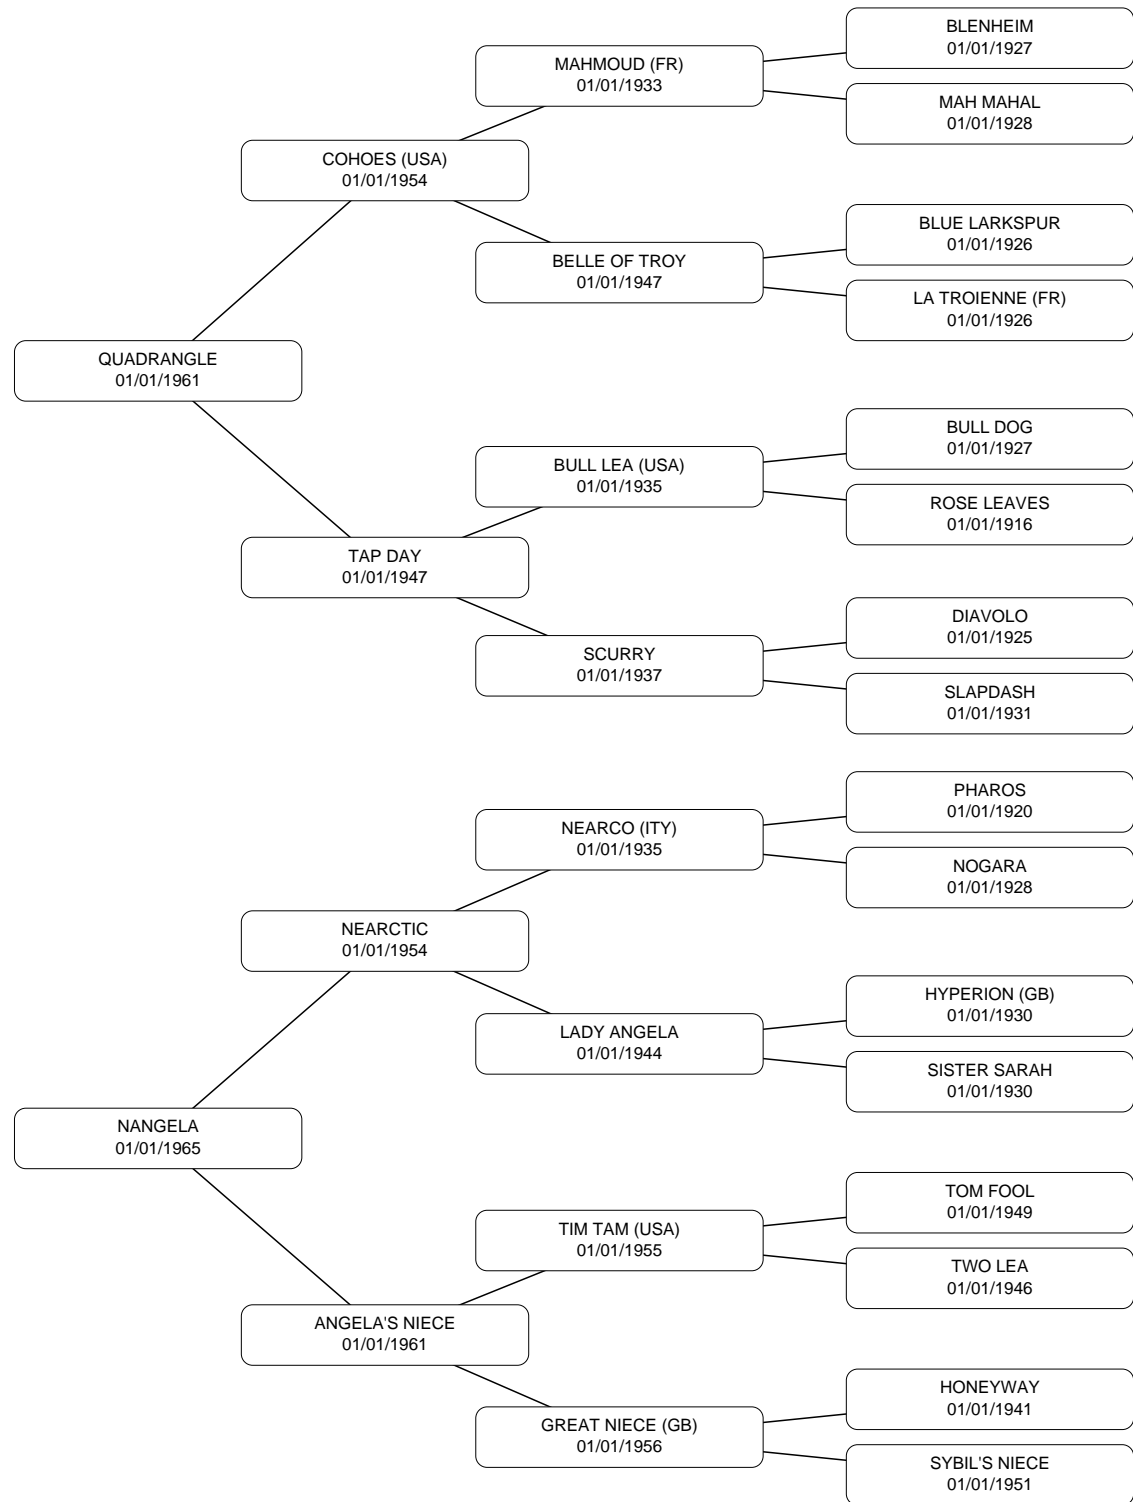 BLENHEIM
01/01/1927
MAHMOUD (FR)
01/01/1933
MAH MAHAL
01/01/1928
COHOES (USA)
01/01/1954
BLUE LARKSPUR
01/01/1926
BELLE OF TROY
01/01/1947
LA TROIENNE (FR)
01/01/1926
QUADRANGLE
01/01/1961
BULL DOG
01/01/1927
BULL LEA (USA)
01/01/1935
ROSE LEAVES
01/01/1916
TAP DAY
01/01/1947
DIAVOLO
01/01/1925
SCURRY
01/01/1937
SLAPDASH
01/01/1931
PHAROS
01/01/1920
NEARCO (ITY)
01/01/1935
NOGARA
01/01/1928
NEARCTIC
01/01/1954
HYPERION (GB)
01/01/1930
LADY ANGELA
01/01/1944
SISTER SARAH
01/01/1930
NANGELA
01/01/1965
TOM FOOL
01/01/1949
TIM TAM (USA)
01/01/1955
TWO LEA
01/01/1946
ANGELA'S NIECE
01/01/1961
HONEYWAY
01/01/1941
GREAT NIECE (GB)
01/01/1956
SYBIL'S NIECE
01/01/1951